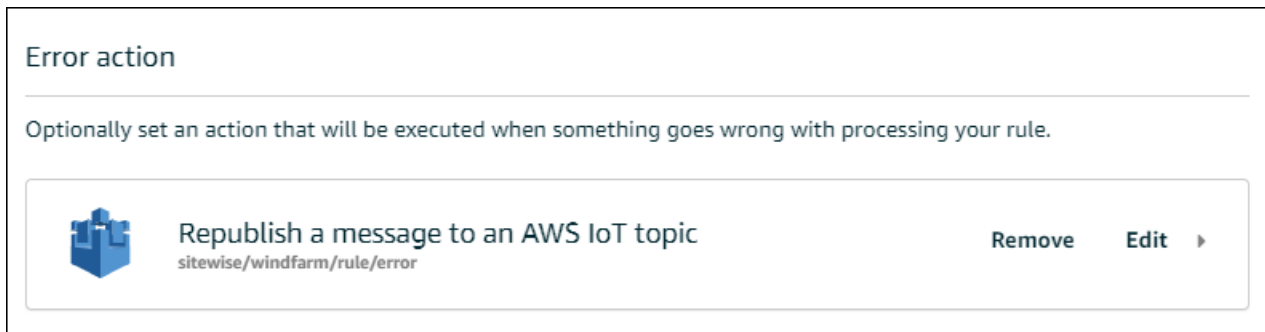 Error action
Optionally set an action that will be executed when something goes wrong with processing your rule.
Republish a message to an AWS IoT topic
sitewise/windfarm/rule/error
Remove
Edit